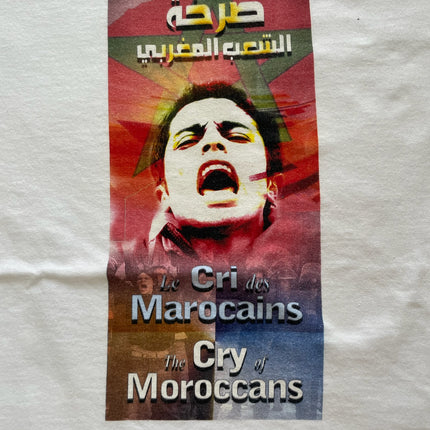 صرخة
الشعب المغربي
Le Cri des
Marocains
The Cry of
Moroccans